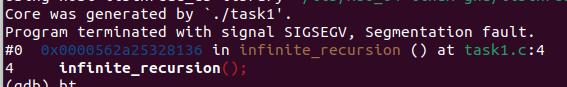 Core was generated by `./task1'.
Program terminated with signal SIGSEGV, Segmentation fault.
#0 0x0000562a25328136 in infinite_recursion () at task1.c:4
4 infinite_recursion();
(gdb) bt